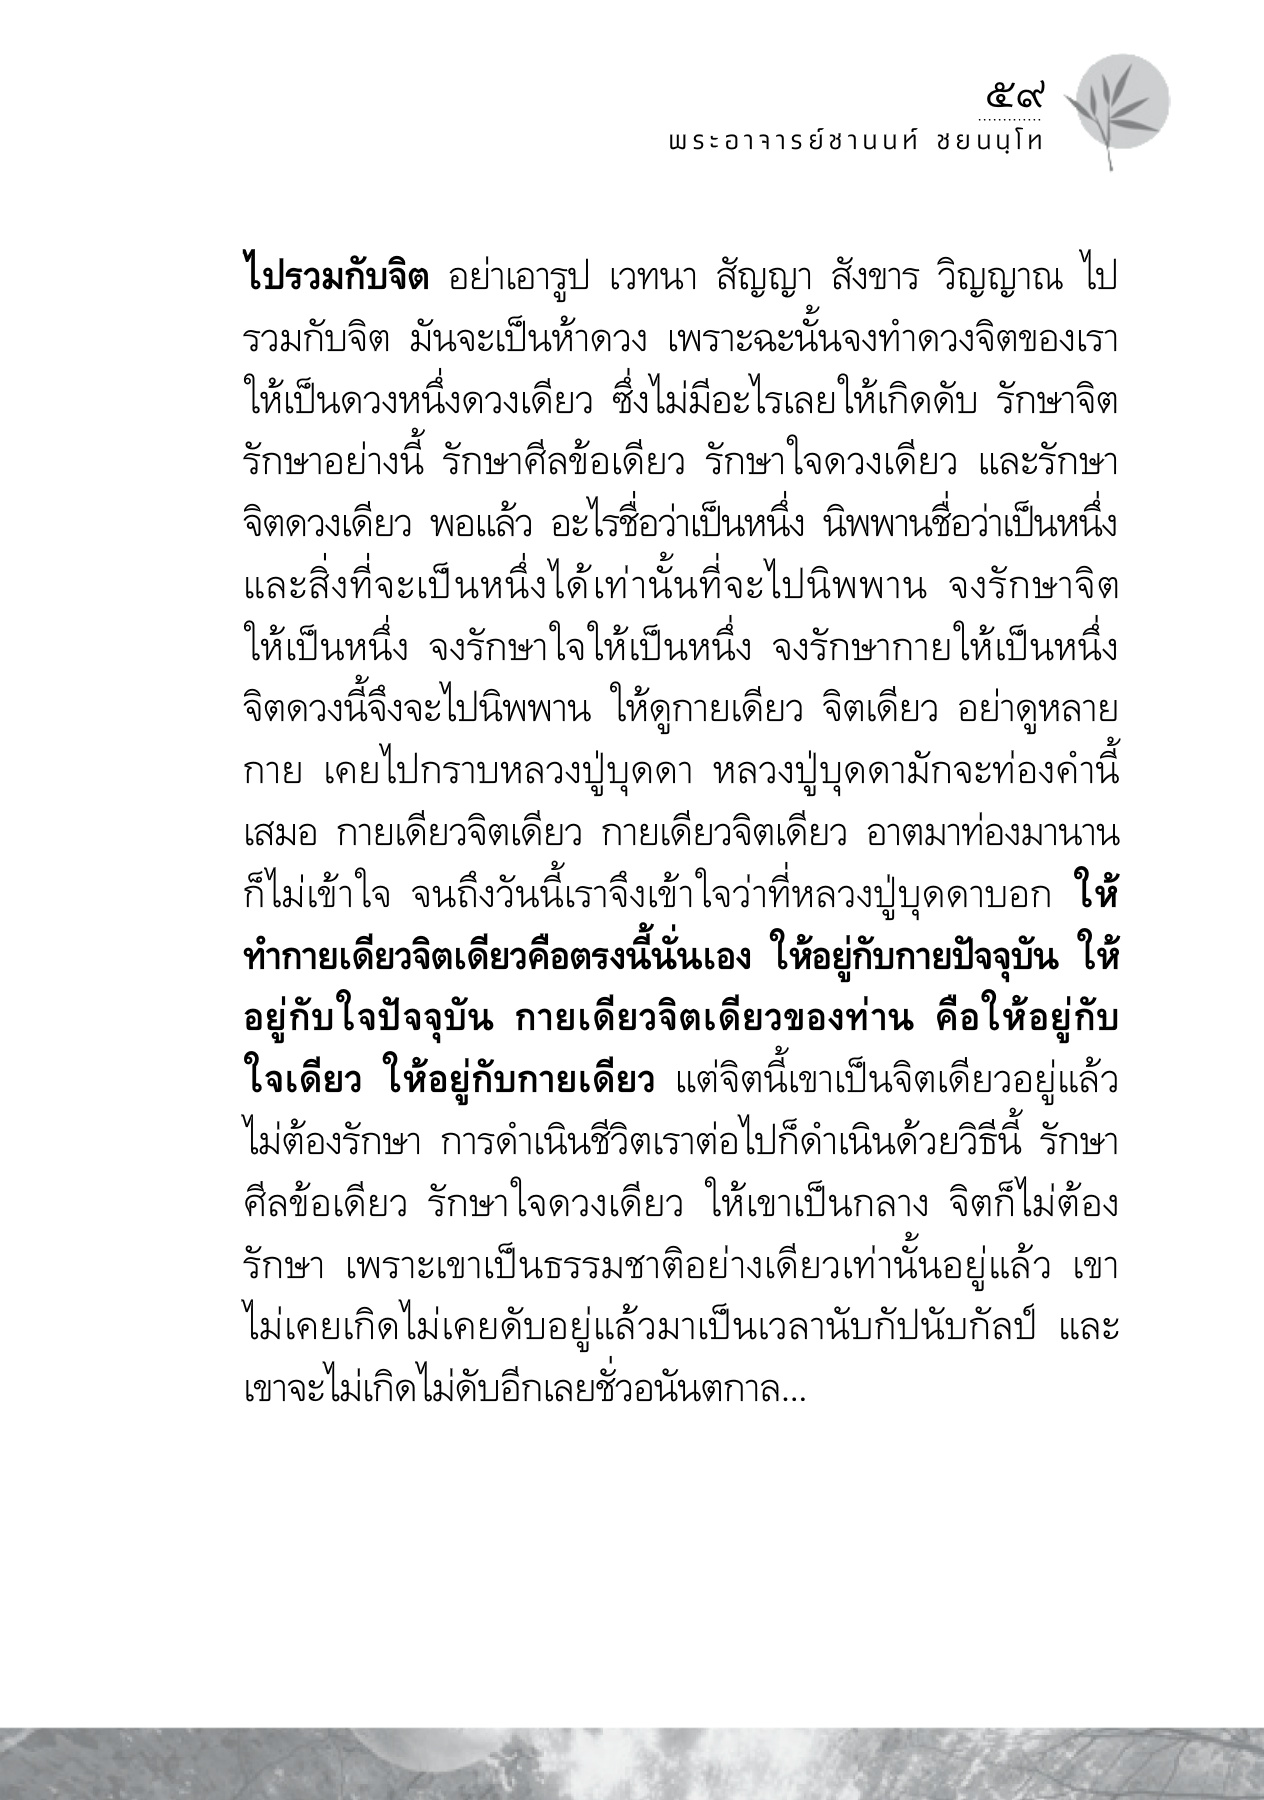 ๕๙
พระอาจารย์ชานนท์ ชยนนฺโท
ไปรวมกับจิต อย่าเอารูป เวทนา สัญญา สังขาร วิญญาณ ไป
รวมกับจิต มันจะเป็นห้าดวง เพราะฉะนั้นจงทำดวงจิตของเรา
ให้เป็นดวงหนึ่งดวงเดียว ซึ่งไม่มีอะไรเลยให้เกิดดับ รักษาจิต
รักษาอย่างนี้ รักษาศีลข้อเดียว รักษาใจดวงเดียว และรักษา
จิตดวงเดียว พอแล้ว อะไรชื่อว่าเป็นหนึ่ง นิพพานชื่อว่าเป็นหนึ่ง
และสิ่งที่จะเป็นหนึ่งได้เท่านั้นที่จะไปนิพพาน จงรักษาจิต
ให้เป็นหนึ่ง จงรักษาใจให้เป็นหนึ่ง จงรักษากายให้เป็นหนึ่ง
จิตดวงนี้จึงจะไปนิพพาน ให้ดูกายเดียว จิตเดียว อย่าดูหลาย
กาย เคยไปกราบหลวงปู่บุดดา หลวงปู่บุดดามักจะท่องคำนี้
เสมอ กายเดียวจิตเดียว กายเดียวจิตเดียว อาตมาท่องมานาน
ก็ไม่เข้าใจ จนถึงวันนี้เราจึงเข้าใจว่าที่หลวงปู่บุดดาบอก ให้
ทำกายเดียวจิตเดียวคือตรงนี้นั่นเอง ให้อยู่กับกายปัจจุบัน ให้
อยู่กับใจปัจจุบัน กายเดียวจิตเดียวของท่าน คือให้อยู่กับ
ใจเดียว ให้อยู่กับกายเดียว แต่จิตนี้เขาเป็นจิตเดียวอยู่แล้ว
ไม่ต้องรักษา การดำเนินชีวิตเราต่อไปก็ดำเนินด้วยวิธีนี้ รักษา
ศีลข้อเดียว รักษาใจดวงเดียว ให้เขาเป็นกลาง จิตก็ไม่ต้อง
รักษา เพราะเขาเป็นธรรมชาติอย่างเดียวเท่านั้นอยู่แล้ว เขา
ไม่เคยเกิดไม่เคยดับอยู่แล้วมาเป็นเวลานับกัปนับกัลป์ และ
เขาจะไม่เกิดไม่ดับอีกเลยชั่วอนันตกาล...